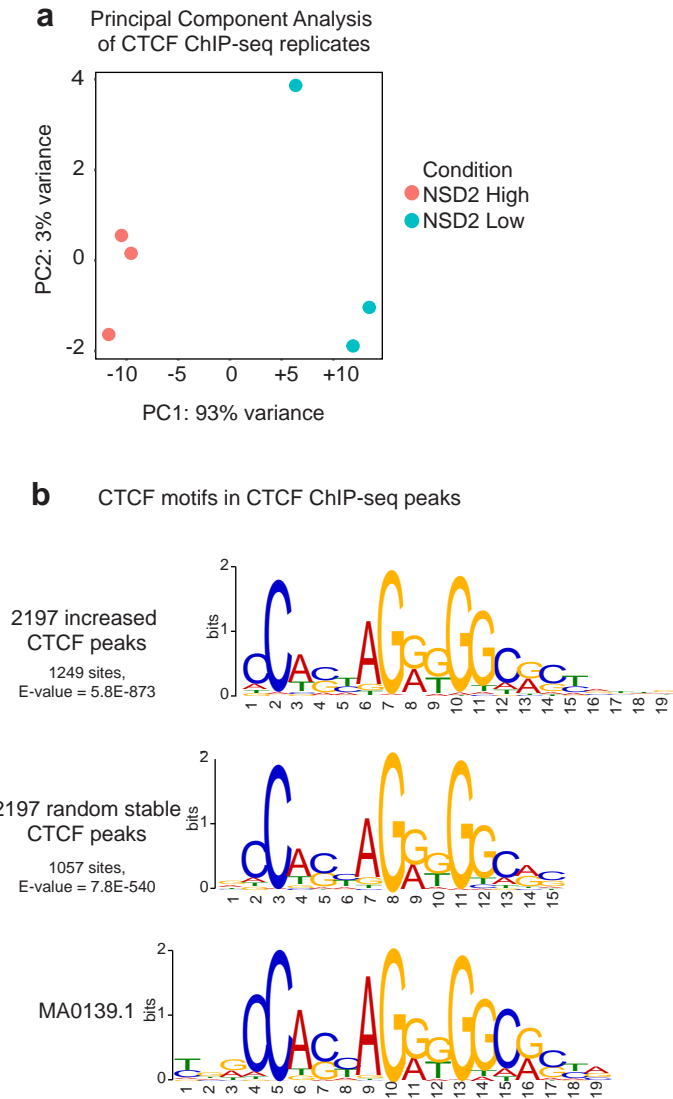 a
Principal Component Analysis
of CTCF ChIP-seq replicates
4
2
0
-2
PC2: 3% variance
-10 -5 0 +5 +10
PC1: 93% variance
Condition
NSD2 High
NSD2 Low
b CTCF motifs in CTCF ChIP-seq peaks
2197 increased
CTCF peaks
1249 sites,
E-value = 5.8E-873
2
1
0
bits
1 2 3 4 5 6 7 8 9 10 11 12 13 14 15 16 17 18 19
2197 random stable
CTCF peaks
1057 sites,
E-value = 7.8E-540
2
1
0
bits
1 2 3 4 5 6 7 8 9 10 11 12 13 14 15
MA0139.1
2
1
0
bits
1 2 3 4 5 6 7 8 9 10 11 12 13 14 15 16 17 18 19